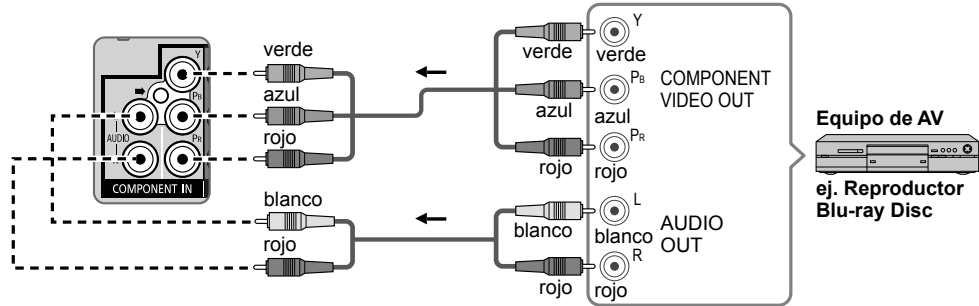 Y
PB
AUDIO
PR
COMPONENT IN
verde
azul
rojo
blanco
rojo
verde
azul
rojo
blanco
rojo
Y
verde
PB
azul
PR
rojo
COMPONENT
VIDEO OUT
L
blanco
R
rojo
AUDIO
OUT
Equipo de AV
ej. Reproductor
Blu-ray Disc